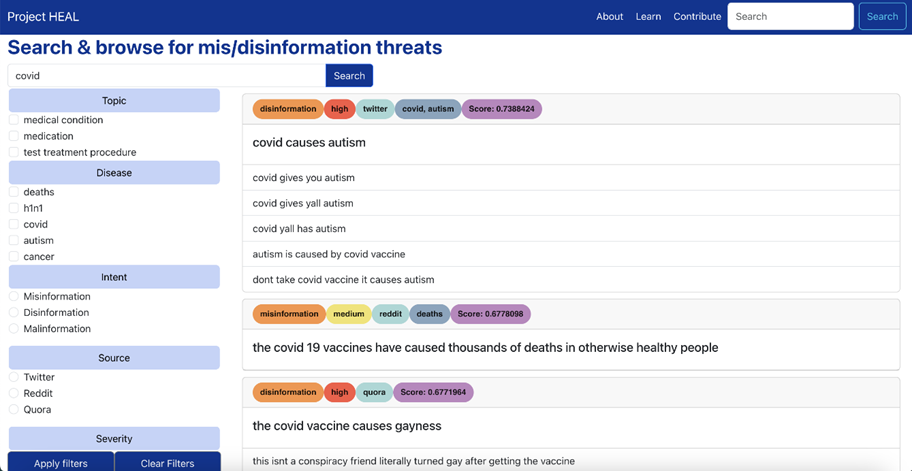 Project HEAL About Learn Contribute Search Search
Search & browse for mis/disinformation threats
covid Search
Topic
medical condition
medication
test treatment procedure
Disease
deaths
h1n1
covid
autism
cancer
Intent
Misinformation
Disinformation
Malinformation
Source
Twitter
Reddit
Quora
Severity
Apply filters Clear Filters
disinformation high twitter covid, autism Score: 0.7388424
covid causes autism
covid gives you autism
covid gives yall autism
covid yall has autism
autism is caused by covid vaccine
dont take covid vaccine it causes autism
misinformation medium reddit deaths Score: 0.6778098
the covid 19 vaccines have caused thousands of deaths in otherwise healthy people
disinformation high quora Score: 0.6771964
the covid vaccine causes gayness
this isnt a conspiracy friend literally turned gay after getting the vaccine